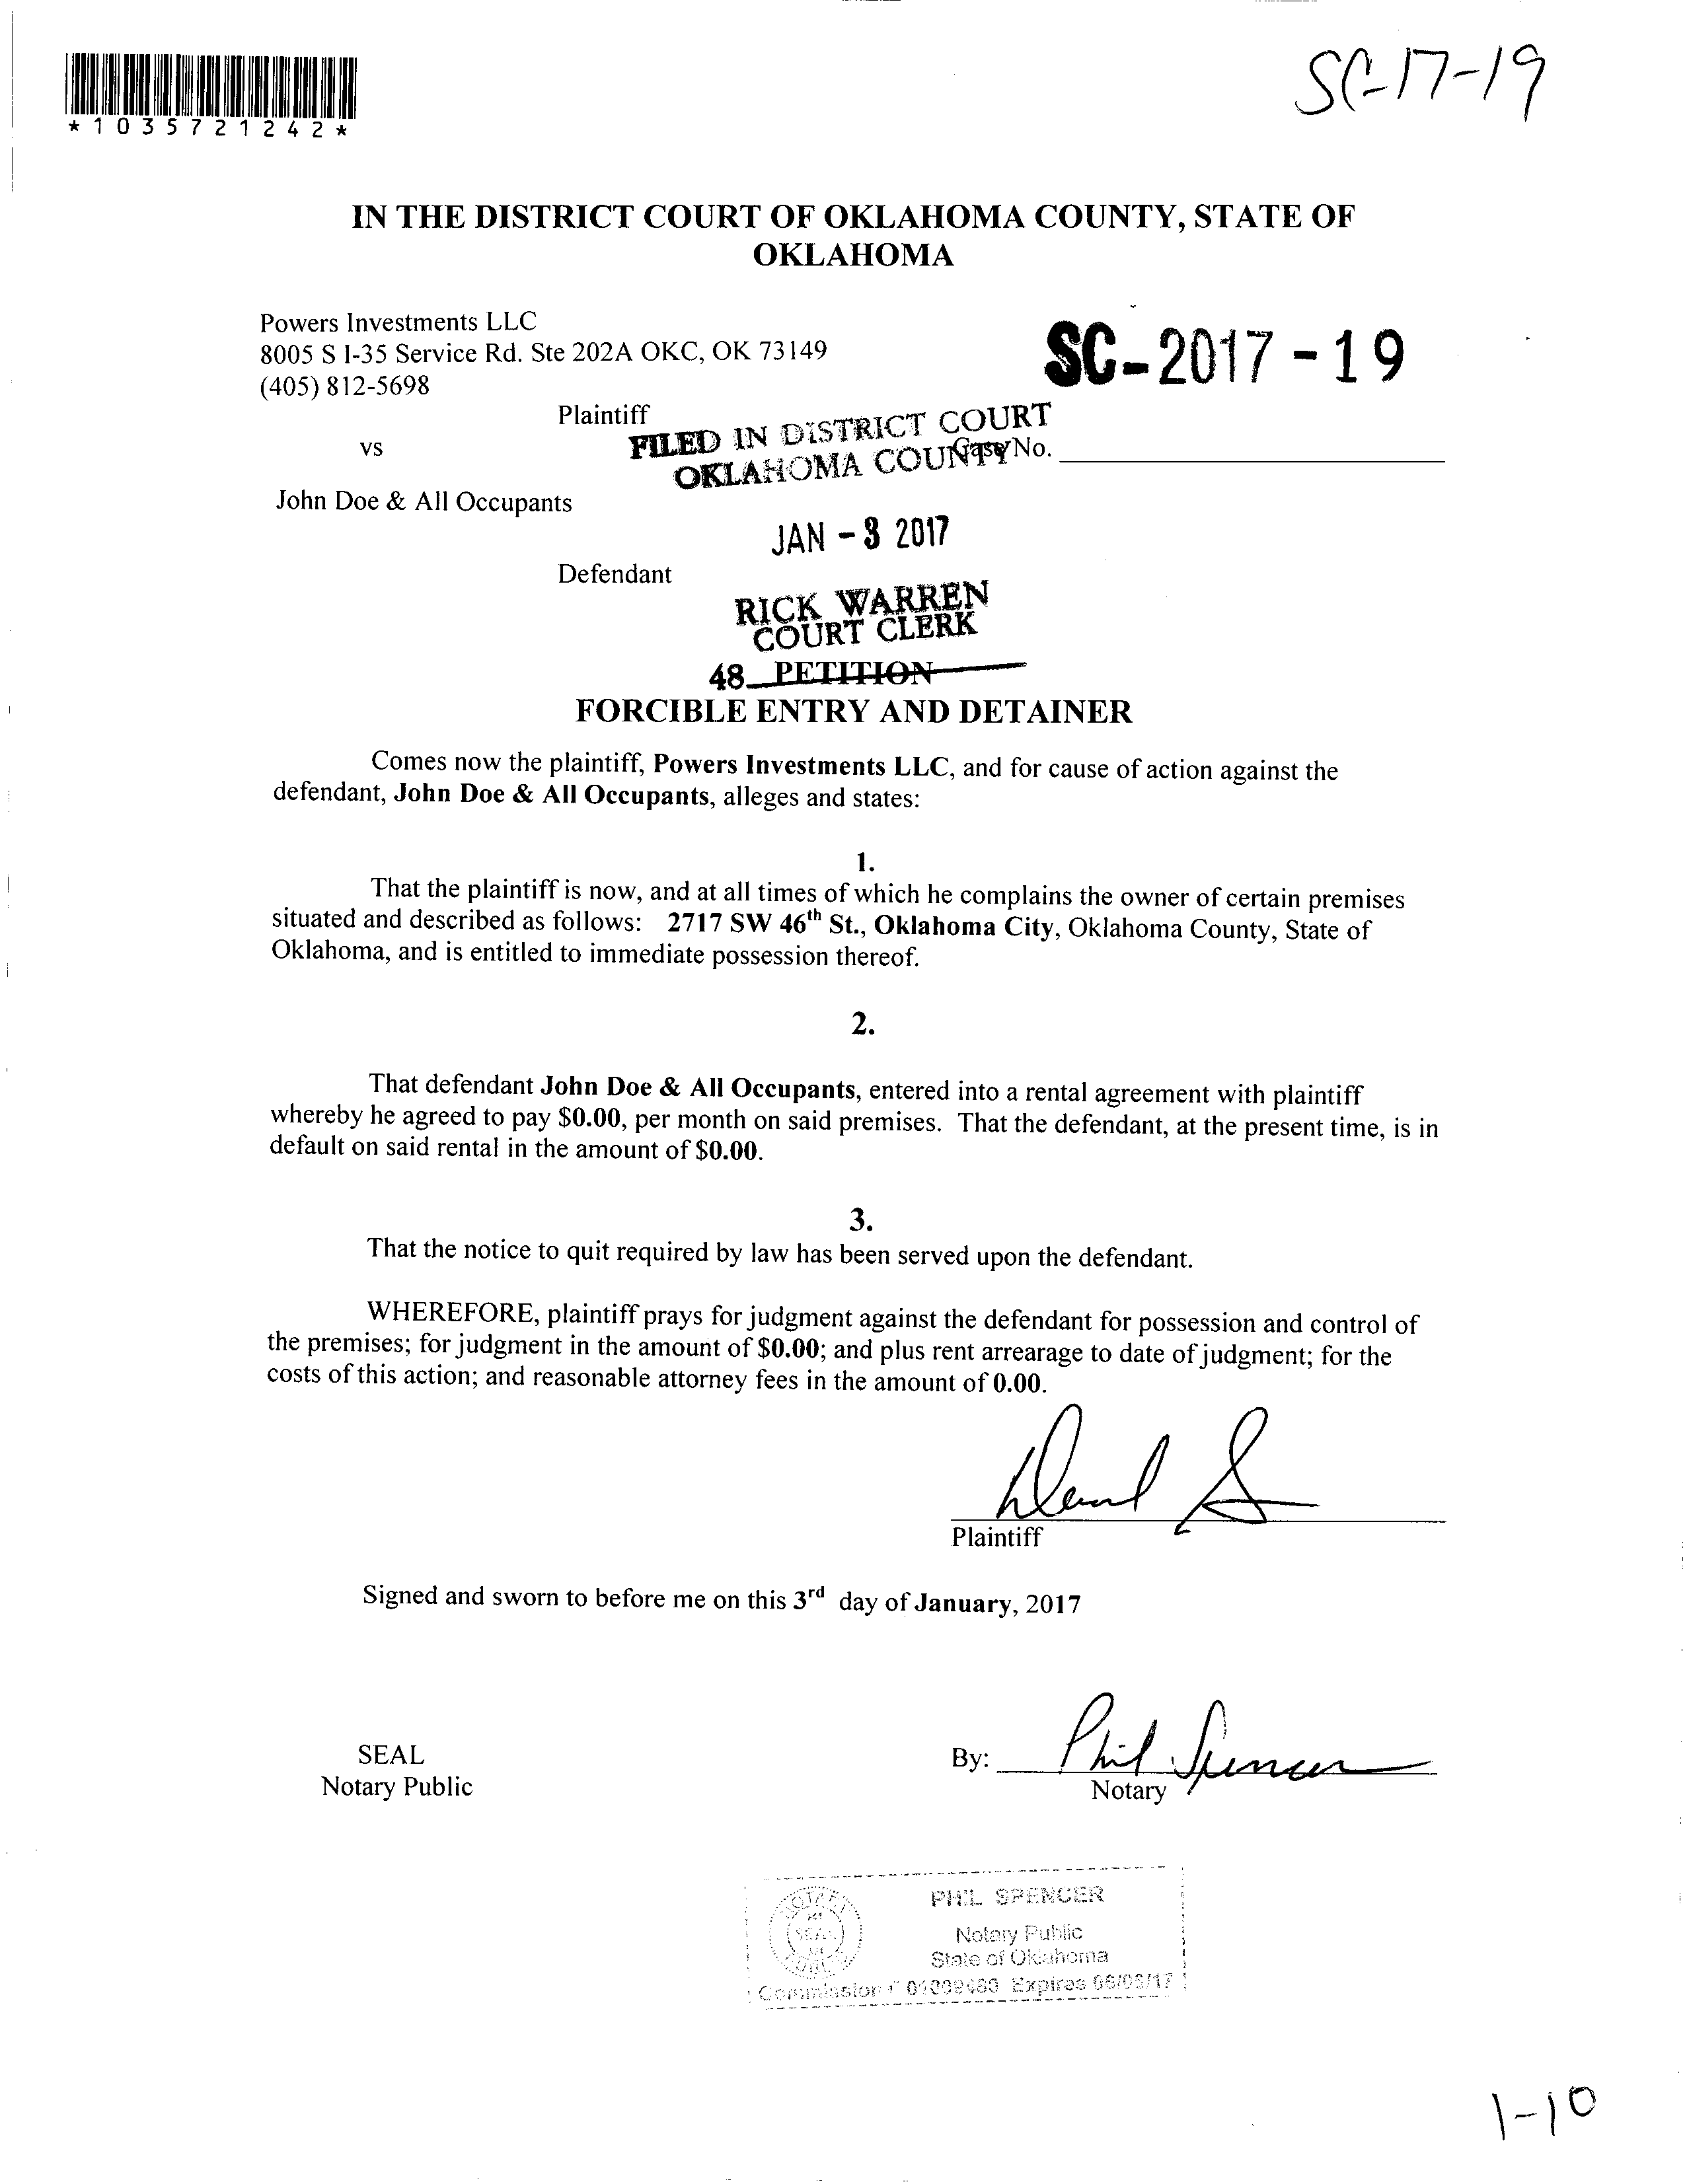 SC-17-19
*1035721242*
IN THE DISTRICT COURT OF OKLAHOMA COUNTY, STATE OF
OKLAHOMA
Powers Investments LLC
8005 S I-35 Service Rd. Ste 202A OKC, OK 73149
(405) 812-5698
SC-2017-19
Plaintiff
FILED IN DISTRICT COURT
vs
OKLAHOMA COUNTY
Case No.
John Doe & All Occupants
JAN -3 2017
Defendant
RICK WARREN
COURT CLERK
48 PETITION
FORCIBLE ENTRY AND DETAINER
Comes now the plaintiff, Powers Investments LLC, and for cause of action against the
defendant, John Doe & All Occupants, alleges and states:
1.
That the plaintiff is now, and at all times of which he complains the owner of certain premises
situated and described as follows: 2717 SW 46th St., Oklahoma City, Oklahoma County, State of
Oklahoma, and is entitled to immediate possession thereof.
2.
That defendant John Doe & All Occupants, entered into a rental agreement with plaintiff
whereby he agreed to pay $0.00, per month on said premises. That the defendant, at the present time, is in
default on said rental in the amount of $0.00.
3.
That the notice to quit required by law has been served upon the defendant.
WHEREFORE, plaintiff prays for judgment against the defendant for possession and control of
the premises; for judgment in the amount of $0.00; and plus rent arrearage to date of judgment; for the
costs of this action; and reasonable attorney fees in the amount of 0.00.
Plaintiff
Signed and sworn to before me on this 3rd day of January, 2017
SEAL
Notary Public
By: Phil Spencer
Notary
PHIL SPENCER
Notary Public
State of Oklahoma
Commission # Expires
1-10